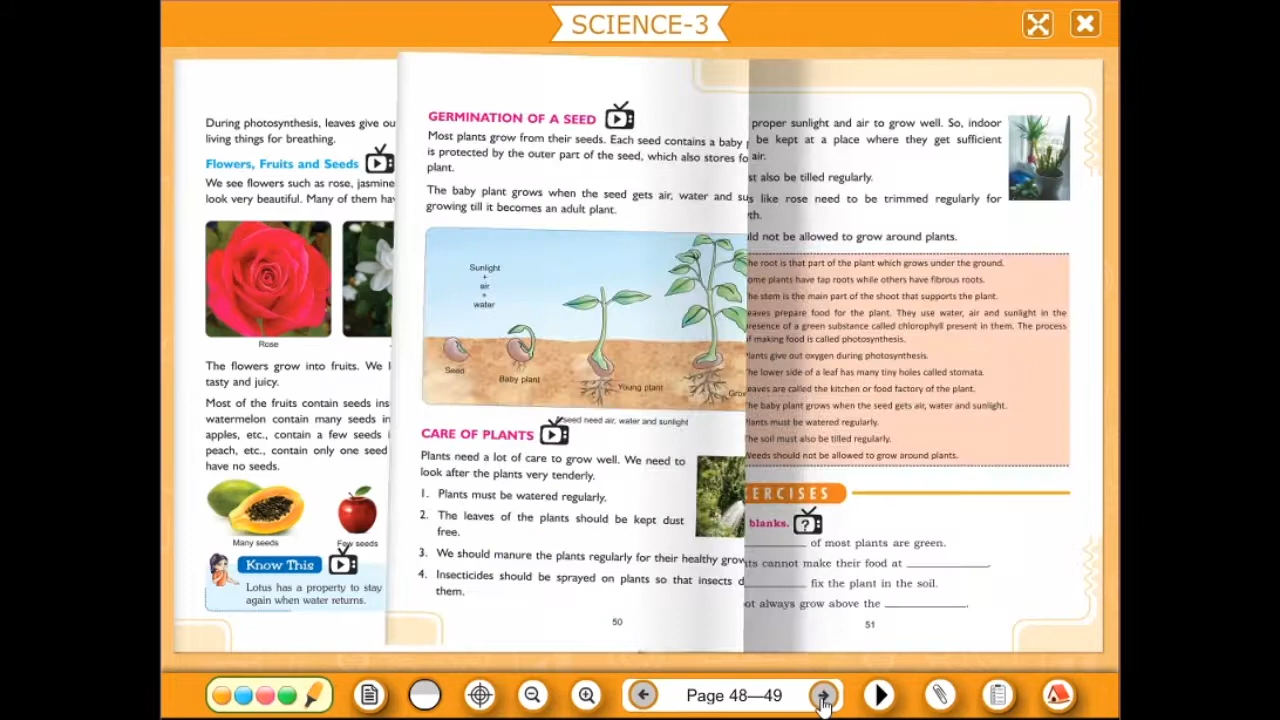 SCIENCE-3
During photosynthesis, leaves give ou
living things for breathing.
Flowers, Fruits and Seeds
We see flowers such as rose, jasmine
look very beautiful. Many of them hav
Rose
The flowers grow into fruits. We l
tasty and juicy.
Most of the fruits contain seeds ins
watermelon contain many seeds in
apples, etc., contain a few seeds i
peach, etc., contain only one seed
have no seeds.
Many seeds
Few seeds
Know This
Lotus has a property to stay
again when water returns.
GERMINATION OF A SEED
Most plants grow from their seeds. Each seed contains a baby p
is protected by the outer part of the seed, which also stores fo
plant.
The baby plant grows when the seed gets air, water and su
growing till it becomes an adult plant.
Sunlight
+
air
+
water
Seed
Baby plant
Young plant
Grow
seed need air, water and sunlight
CARE OF PLANTS
Plants need a lot of care to grow well. We need to
look after the plants very tenderly.
1. Plants must be watered regularly.
2. The leaves of the plants should be kept dust
free.
3. We should manure the plants regularly for their healthy grow
4. Insecticides should be sprayed on plants so that insects d
them.
50
proper sunlight and air to grow well. So, indoor
be kept at a place where they get sufficient
air.
st also be tilled regularly.
s like rose need to be trimmed regularly for
th.
ld not be allowed to grow around plants.
he root is that part of the plant which grows under the ground.
ome plants have tap roots while others have fibrous roots.
he stem is the main part of the shoot that supports the plant.
eaves prepare food for the plant. They use water, air and sunlight in the
resence of a green substance called chlorophyll present in them. The process
f making food is called photosynthesis.
lants give out oxygen during photosynthesis.
he lower side of a leaf has many tiny holes called stomata.
eaves are called the kitchen or food factory of the plant.
he baby plant grows when the seed gets air, water and sunlight.
lants must be watered regularly.
he soil must also be tilled regularly.
Weeds should not be allowed to grow around plants.
ERCISES
blanks.
of most plants are green.
ts cannot make their food at ____________.
fix the plant in the soil.
ot always grow above the ____________.
51
Page 48—49